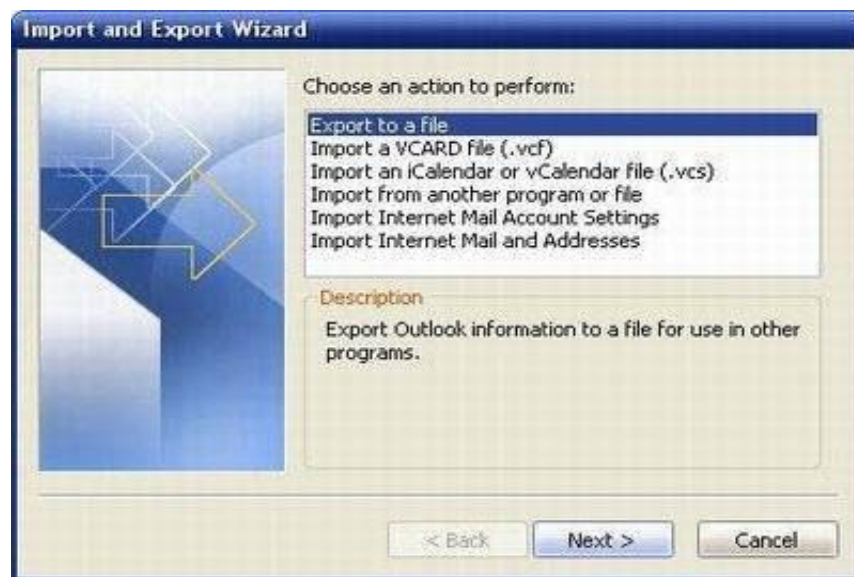 Import and Export Wizard
Choose an action to perform:
Export to a file
Import a VCARD file (.vcf)
Import an iCalendar or vCalendar file (.vcs)
Import from another program or file
Import Internet Mail Account Settings
Import Internet Mail and Addresses
Description
Export Outlook information to a file for use in other
programs.
< Back Next > Cancel